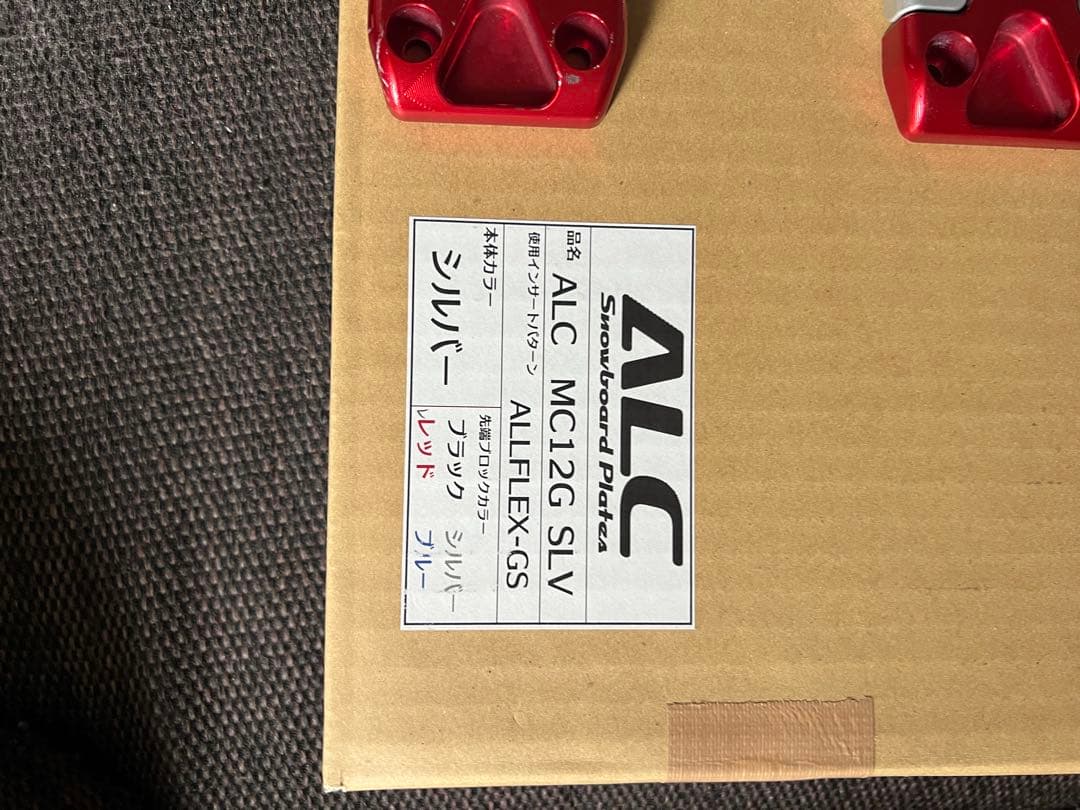 ALC
Snowboard Plates
品名 ALC MC12G SLV
使用インサートパターン ALLFLEX-GS
本体カラー
シルバー
先端ブロックカラー
ブラック シルバー
レ レッド ブルー